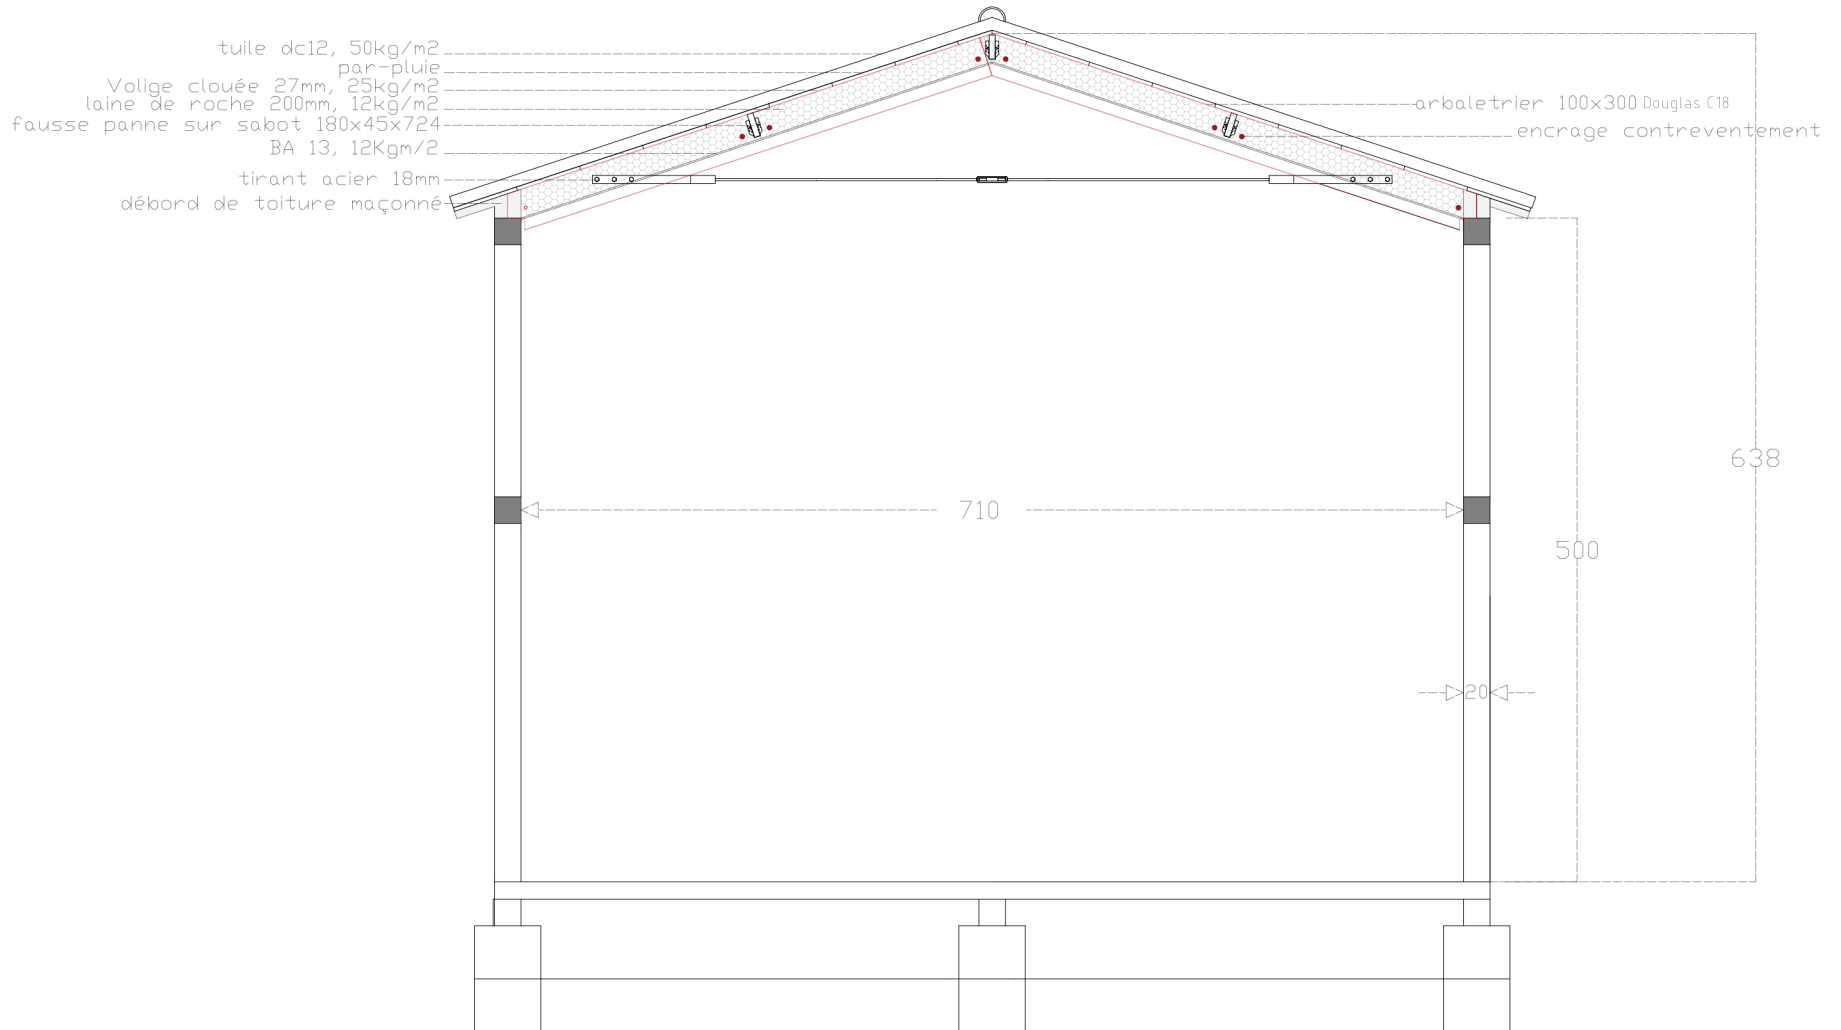 tuile dc12, 50kg/m2
par-pluie
Volige clouée 27mm, 25kg/m2
laine de roche 200mm, 12kg/m2
fausse panne sur sabot 180x45x724
BA 13, 12Kgm/2
tirant acier 18mm
débord de toiture maçonné
arbaletrier 100x300 Douglas C18
encrage contreventement
638
710
500
20